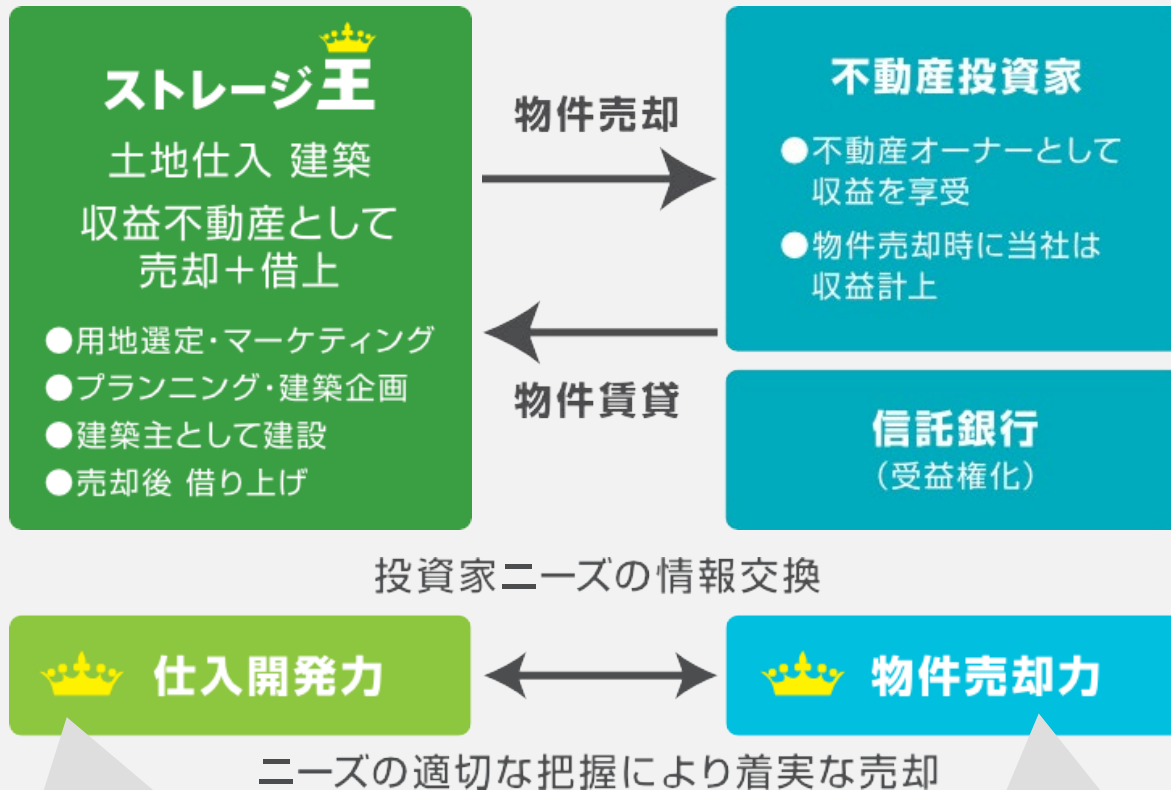 ストレージ王
土地仕入 建築
収益不動産として
売却＋借上
●用地選定・マーケティング
●プランニング・建築企画
●建築主として建設
●売却後 借り上げ
物件売却
物件賃貸
不動産投資家
●不動産オーナーとして
収益を享受
●物件売却時に当社は
収益計上
信託銀行
（受益権化）
投資家ニーズの情報交換
仕入開発力
物件売却力
ニーズの適切な把握により着実な売却